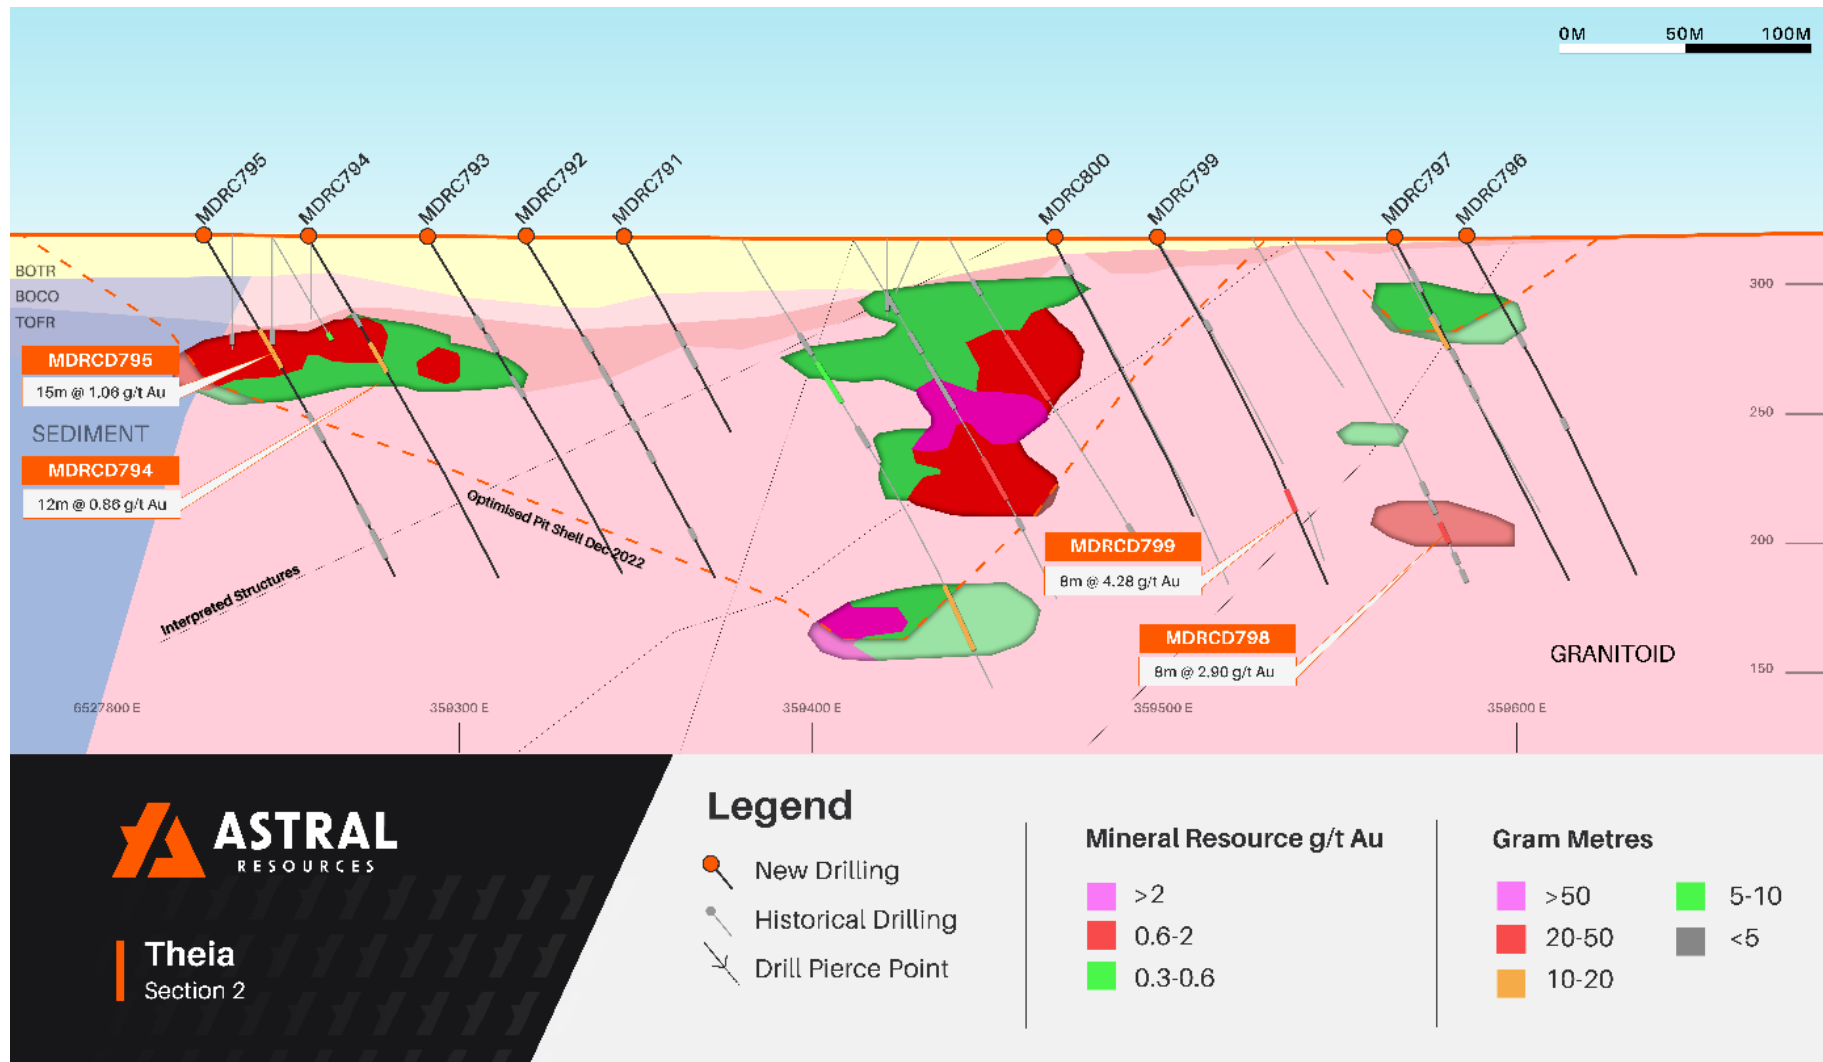 0M 50M 100M
MDRC795
MDRC794
MDRC793
MDRC792
MDRC791
MDRC800
MDRC799
MDRC797
MDRC796
BOTR
BOCO
TOFR
300
250
200
150
MDRCD795
15m @ 1.06 g/t Au
SEDIMENT
MDRCD794
12m @ 0.86 g/t Au
Optimised Pit Shell Dec 2022
Interpreted Structures
MDRCD799
8m @ 4.28 g/t Au
MDRCD798
8m @ 2.90 g/t Au
GRANITOID
6527800 E 359300 E 359400 E 359500 E 359600 E
ASTRAL
RESOURCES
Theia
Section 2
Legend
New Drilling
Historical Drilling
Drill Pierce Point
Mineral Resource g/t Au
>2
0.6-2
0.3-0.6
Gram Metres
>50
20-50
10-20
5-10
<5